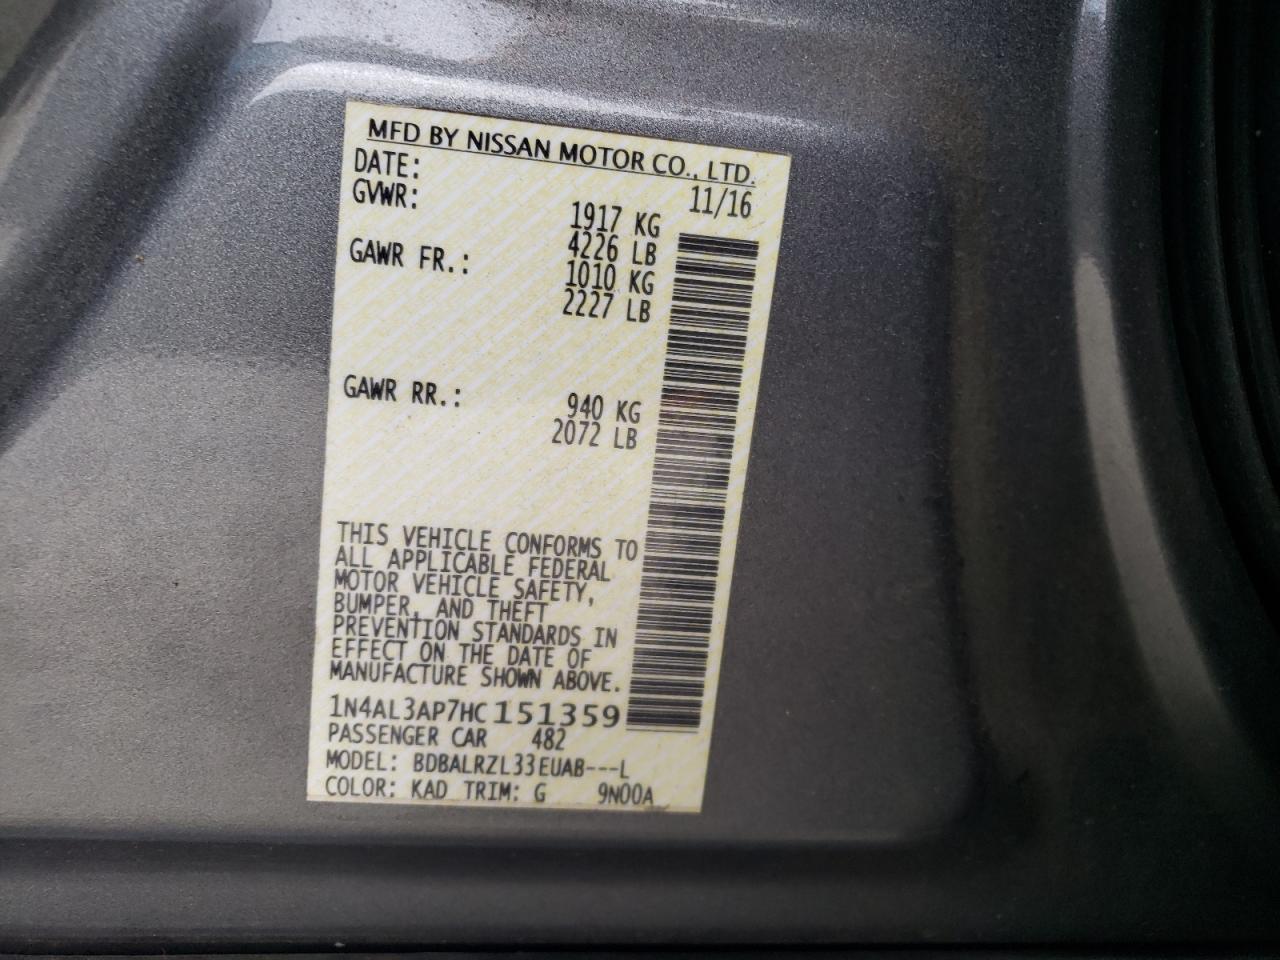 MFD BY NISSAN MOTOR CO., LTD.
DATE: 11/16
GVWR: 1917 KG
4226 LB
GAWR FR.: 1010 KG
2227 LB
GAWR RR.: 940 KG
2072 LB
THIS VEHICLE CONFORMS TO
ALL APPLICABLE FEDERAL
MOTOR VEHICLE SAFETY,
BUMPER, AND THEFT
PREVENTION STANDARDS IN
EFFECT ON THE DATE OF
MANUFACTURE SHOWN ABOVE.
1N4AL3AP7HC151359
PASSENGER CAR 482
MODEL: BDBALRZL33EUAB---L
COLOR: KAD TRIM: G 9N00A